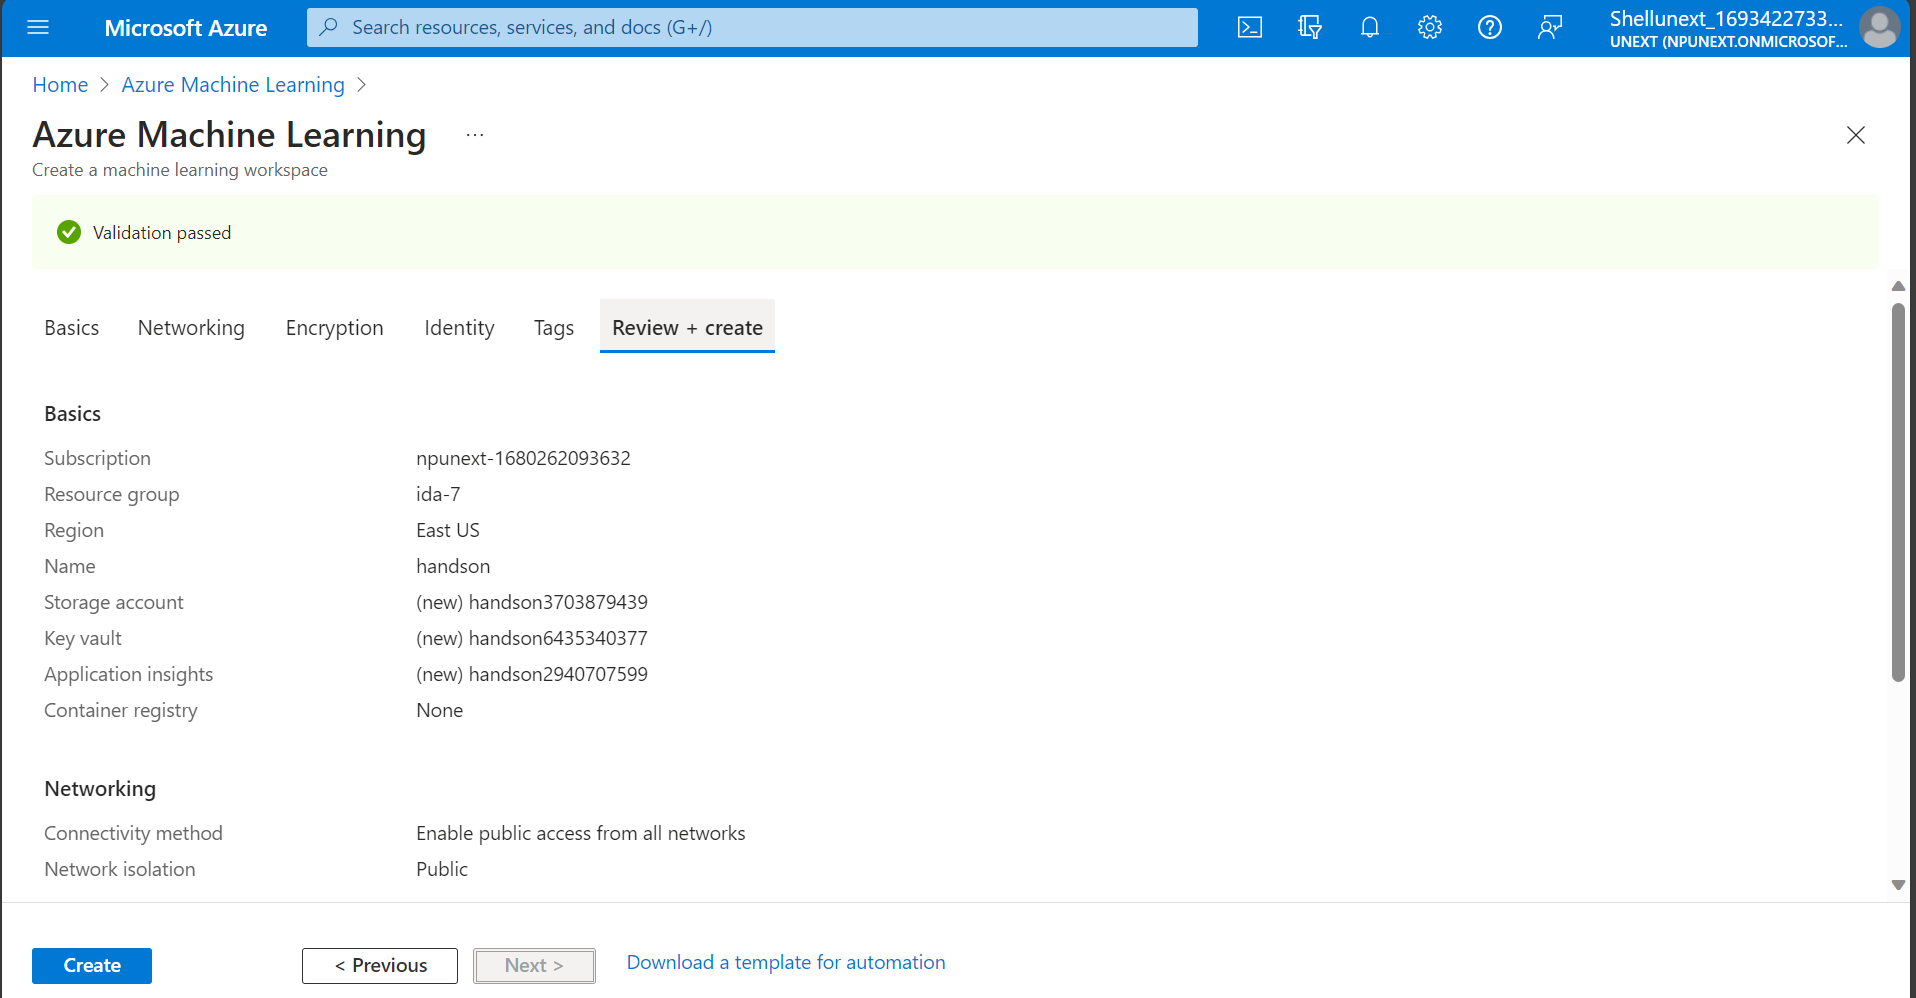 Microsoft Azure
Search resources, services, and docs (G+/)
Shellunext_1693422733...
UNEXT (NPUNEXT.ONMICROSOF...
Home > Azure Machine Learning >
Azure Machine Learning ...
Create a machine learning workspace
Validation passed
Basics Networking Encryption Identity Tags Review + create
Basics
Subscription npunext-1680262093632
Resource group ida-7
Region East US
Name handson
Storage account (new) handson3703879439
Key vault (new) handson6435340377
Application insights (new) handson2940707599
Container registry None
Networking
Connectivity method Enable public access from all networks
Network isolation Public
Create < Previous Next > Download a template for automation